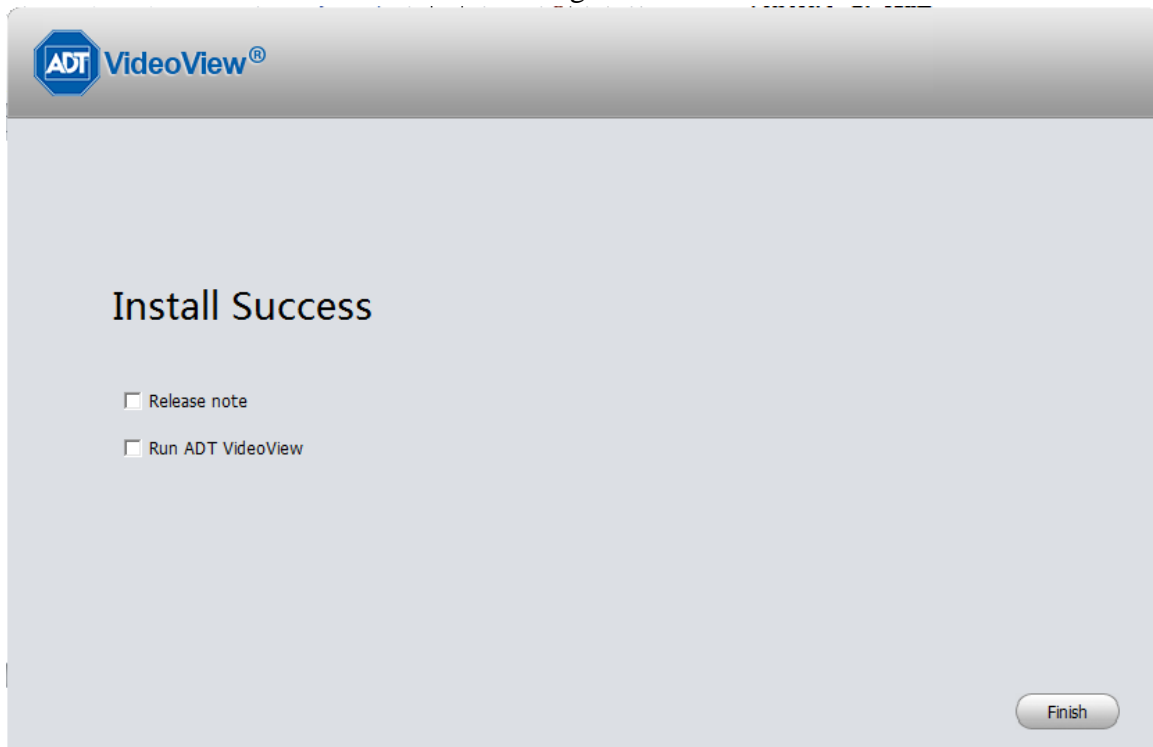 ADT VideoView®
Install Success
Release note
Run ADT VideoView
Finish